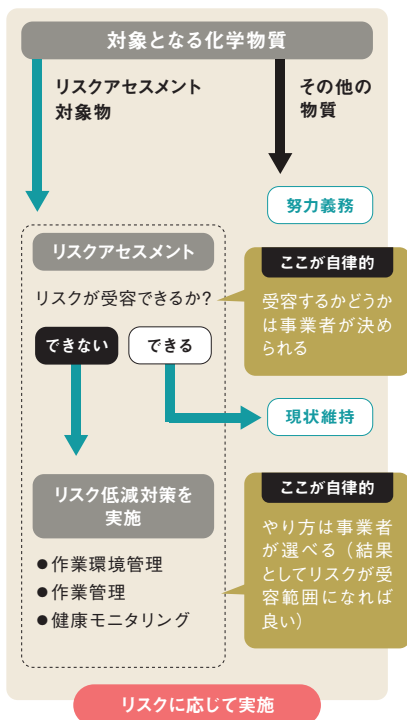 対象となる化学物質
リスクアセスメント
対象物
その他の
物質
努力義務
リスクアセスメント
リスクが受容できるか?
ここが自律的
受容するかどうか
は事業者が決め
られる
できない
できる
現状維持
リスク低減対策を
実施
●作業環境管理
●作業管理
●健康モニタリング
ここが自律的
やり方は事業者
が選べる（結果
としてリスクが受
容範囲になれば
良い）
リスクに応じて実施